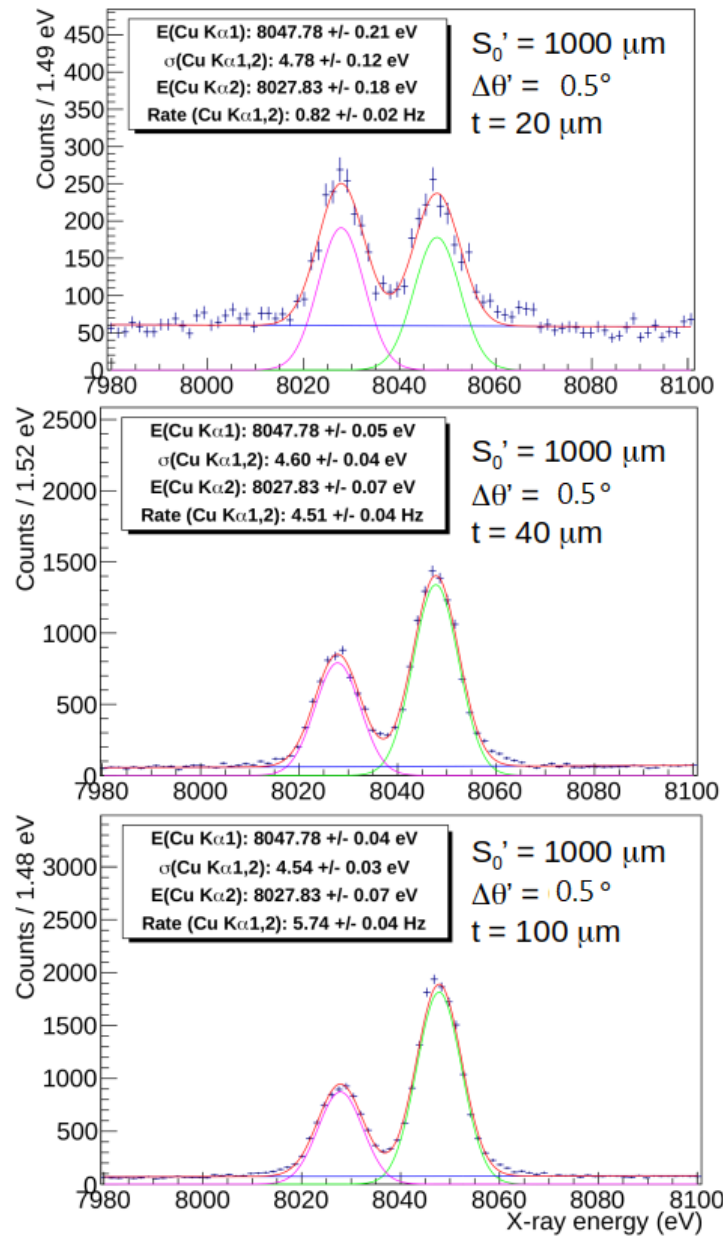 E(Cu Kα1): 8047.78 +/- 0.21 eV
σ(Cu Kα1,2): 4.78 +/- 0.12 eV
E(Cu Kα2): 8027.83 +/- 0.18 eV
Rate (Cu Kα1,2): 0.82 +/- 0.02 Hz
S₀' = 1000 μm
Δθ' = 0.5°
t = 20 μm
Counts / 1.49 eV
450
400
350
300
250
200
150
100
50
0
7980 8000 8020 8040 8060 8080 8100
E(Cu Kα1): 8047.78 +/- 0.05 eV
σ(Cu Kα1,2): 4.60 +/- 0.04 eV
E(Cu Kα2): 8027.83 +/- 0.07 eV
Rate (Cu Kα1,2): 4.51 +/- 0.04 Hz
S₀' = 1000 μm
Δθ' = 0.5°
t = 40 μm
Counts / 1.52 eV
2500
2000
1500
1000
500
0
7980 8000 8020 8040 8060 8080 8100
E(Cu Kα1): 8047.78 +/- 0.04 eV
σ(Cu Kα1,2): 4.54 +/- 0.03 eV
E(Cu Kα2): 8027.83 +/- 0.07 eV
Rate (Cu Kα1,2): 5.74 +/- 0.04 Hz
S₀' = 1000 μm
Δθ' = 0.5°
t = 100 μm
Counts / 1.48 eV
3000
2500
2000
1500
1000
500
0
7980 8000 8020 8040 8060 8080 8100
X-ray energy (eV)